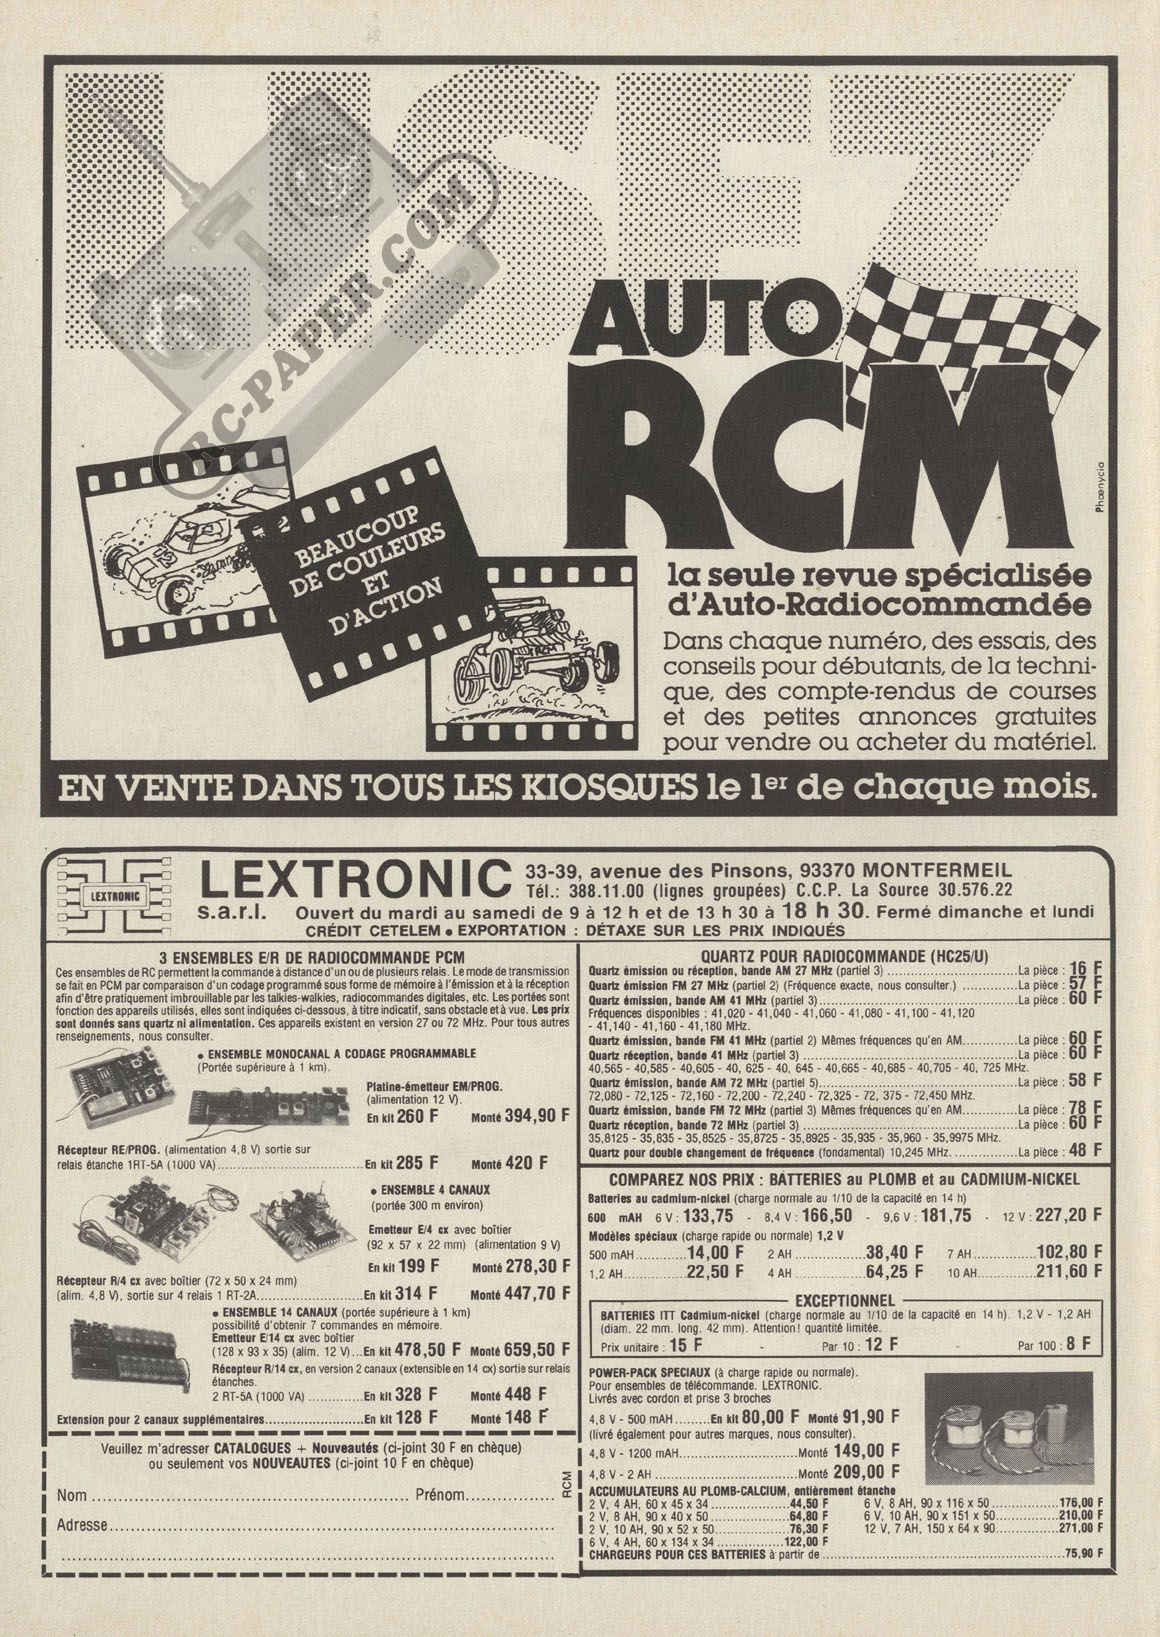 LISEZ
RC-PAPER.COM
AUTO
RCM
Phœnycia
BEAUCOUP
DE COULEURS
ET
D'ACTION
la seule revue spécialisée
d'Auto-Radiocommandée
Dans chaque numéro, des essais, des
conseils pour débutants, de la techni-
que, des compte-rendus de courses
et des petites annonces gratuites
pour vendre ou acheter du matériel.
EN VENTE DANS TOUS LES KIOSQUES le 1er de chaque mois.
LEXTRONIC
LEXTRONIC
s.a.r.l.
33-39, avenue des Pinsons, 93370 MONTFERMEIL
Tél.: 388.11.00 (lignes groupées) C.C.P. La Source 30.576.22
Ouvert du mardi au samedi de 9 à 12 h et de 13 h 30 à 18 h 30. Fermé dimanche et lundi
CRÉDIT CETELEM • EXPORTATION : DÉTAXE SUR LES PRIX INDIQUÉS
3 ENSEMBLES E/R DE RADIOCOMMANDE PCM
Ces ensembles de RC permettent la commande à distance d'un ou de plusieurs relais. Le mode de transmission
se fait en PCM par comparaison d'un codage programmé sous forme de mémoire à l'émission et à la réception
afin d'être pratiquement imbrouillable par les talkies-walkies, radiocommandes digitales, etc. Les portées sont
fonction des appareils utilisés, elles sont indiquées ci-dessous, à titre indicatif, sans obstacle et à vue. Les prix
sont donnés sans quartz ni alimentation. Ces appareils existent en version 27 ou 72 MHz. Pour tous autres
renseignements, nous consulter.
• ENSEMBLE MONOCANAL A CODAGE PROGRAMMABLE
(Portée supérieure à 1 km).
Platine-émetteur EM/PROG.
(alimentation 12 V).
En kit 260 F Monté 394,90 F
Récepteur RE/PROG. (alimentation 4,8 V) sortie sur
relais étanche 1RT-5A (1000 VA)..................En kit 285 F Monté 420 F
• ENSEMBLE 4 CANAUX
(portée 300 m environ)
Emetteur E/4 cx avec boîtier
(92 x 57 x 22 mm) (alimentation 9 V)
En kit 199 F Monté 278,30 F
Récepteur R/4 cx avec boîtier (72 x 50 x 24 mm)
(alim. 4,8 V), sortie sur 4 relais 1 RT-2A...............En kit 314 F Monté 447,70 F
• ENSEMBLE 14 CANAUX (portée supérieure à 1 km)
possibilité d'obtenir 7 commandes en mémoire.
Emetteur E/14 cx avec boîtier
(128 x 93 x 35) (alim. 12 V)...En kit 478,50 F Monté 659,50 F
Récepteur R/14 cx, en version 2 canaux (extensible en 14 cx) sortie sur relais
étanches.
2 RT-5A (1000 VA) ..........En kit 328 F Monté 448 F
Extension pour 2 canaux supplémentaires...............En kit 128 F Monté 148 F
Veuillez m'adresser CATALOGUES + Nouveautés (ci-joint 30 F en chèque)
ou seulement vos NOUVEAUTES (ci-joint 10 F en chèque)
Nom .................... Prénom............
Adresse....................
RCM
QUARTZ POUR RADIOCOMMANDE (HC25/U)
Quartz émission ou réception, bande AM 27 MHz (partiel 3) ..................La pièce : 16 F
Quartz émission FM 27 MHz (partiel 2) (Fréquence exacte, nous consulter.) ...........La pièce : 57 F
Quartz émission, bande AM 41 MHz (partiel 3)..................La pièce : 60 F
Fréquences disponibles : 41,020 - 41,040 - 41,060 - 41,080 - 41,100 - 41,120
- 41,140 - 41,160 - 41,180 MHz.
Quartz émission, bande FM 41 MHz (partiel 2) Mêmes fréquences qu'en AM...........La pièce : 60 F
Quartz réception, bande 41 MHz (partiel 3) ..................La pièce : 60 F
40,565 - 40,585 - 40,605 - 40, 625 - 40, 645 - 40,665 - 40,685 - 40,705 - 40, 725 MHz.
Quartz émission, bande AM 72 MHz (partiel 5)..................La pièce : 58 F
72,080 - 72,125 - 72,160 - 72,200 - 72,240 - 72,325 - 72, 375 - 72,450 MHz.
Quartz émission, bande FM 72 MHz (partiel 3) Mêmes fréquences qu'en AM...........La pièce : 78 F
Quartz réception, bande 72 MHz (partiel 3) ..................La pièce : 60 F
35,8125 - 35,835 - 35,8525 - 35,8725 - 35,8925 - 35,935 - 35,960 - 35,9975 MHz.
Quartz pour double changement de fréquence (fondamental) 10,245 MHz............La pièce : 48 F
COMPAREZ NOS PRIX : BATTERIES au PLOMB et au CADMIUM-NICKEL
Batteries au cadmium-nickel (charge normale au 1/10 de la capacité en 14 h)
600 mAH 6 V : 133,75 - 8,4 V : 166,50 - 9,6 V : 181,75 - 12 V : 227,20 F
Modèles spéciaux (charge rapide ou normale) 1,2 V
500 mAH............14,00 F 2 AH ............38,40 F 7 AH............102,80 F
1,2 AH............22,50 F 4 AH ............64,25 F 10 AH............211,60 F
EXCEPTIONNEL
BATTERIES ITT Cadmium-nickel (charge normale au 1/10 de la capacité en 14 h). 1,2 V - 1,2 AH
(diam. 22 mm. long. 42 mm). Attention! quantité limitée.
Prix unitaire : 15 F - Par 10 : 12 F - Par 100 : 8 F
POWER-PACK SPECIAUX (à charge rapide ou normale).
Pour ensembles de télécommande. LEXTRONIC.
Livrés avec cordon et prise 3 broches
4,8 V - 500 mAH........En kit 80,00 F Monté 91,90 F
(livré également pour autres marques, nous consulter).
4,8 V - 1200 mAH..................Monté 149,00 F
4,8 V - 2 AH ..................Monté 209,00 F
ACCUMULATEURS AU PLOMB-CALCIUM, entièrement étanche
2 V, 4 AH, 60 x 45 x 34 ............44,50 F 6 V, 8 AH, 90 x 116 x 50............176,00 F
2 V, 8 AH, 90 x 40 x 50 ............64,80 F 6 V, 10 AH, 90 x 151 x 50............210,00 F
2 V, 10 AH, 90 x 52 x 50............76,30 F 12 V, 7 AH, 150 x 64 x 90............271,00 F
6 V, 4 AH, 60 x 134 x 34 ............122,00 F
CHARGEURS POUR CES BATTERIES à partir de ..................75,90 F